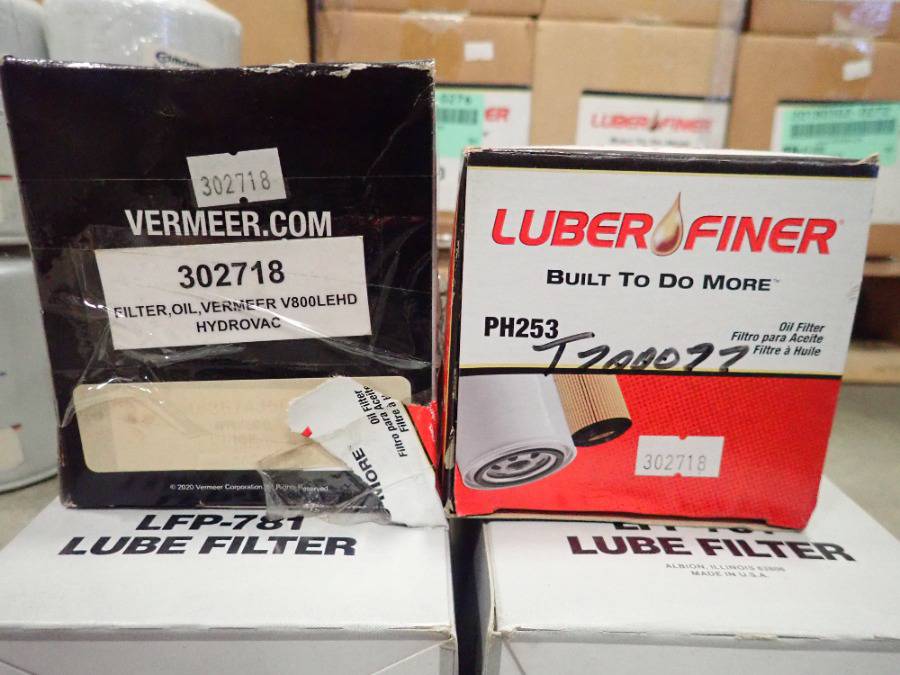 302718
VERMEER.COM
302718
FILTER,OIL,VERMEER V800LEHD
HYDROVAC
© 2020 Vermeer Corporation. All Rights Reserved
Oil Filter
Filtro para Aceite
Filtre à
MORE
LUBER FINER®
BUILT TO DO MORE™
PH253
Oil Filter
Filtro para Aceite
Filtre à Huile
302718
LFP-781
LUBE FILTER
LUBE FILTER
ALBION, ILLINOIS 62806
MADE IN U.S.A.
LUBER FINER
ER